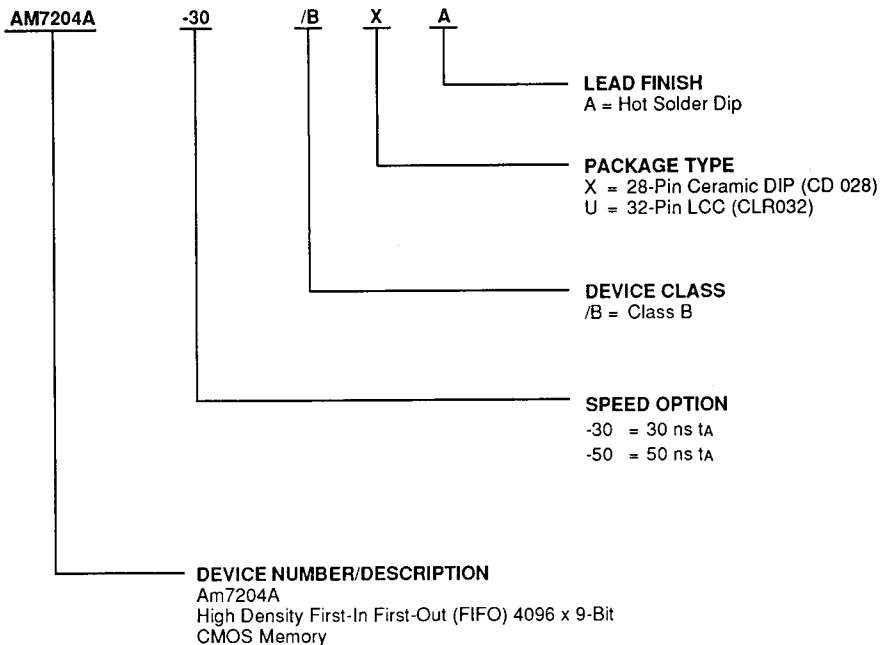 AM7204A -30 /B X A
LEAD FINISH
A = Hot Solder Dip
PACKAGE TYPE
X = 28-Pin Ceramic DIP (CD 028)
U = 32-Pin LCC (CLR032)
DEVICE CLASS
/B = Class B
SPEED OPTION
-30 = 30 ns tA
-50 = 50 ns tA
DEVICE NUMBER/DESCRIPTION
Am7204A
High Density First-In First-Out (FIFO) 4096 x 9-Bit
CMOS Memory